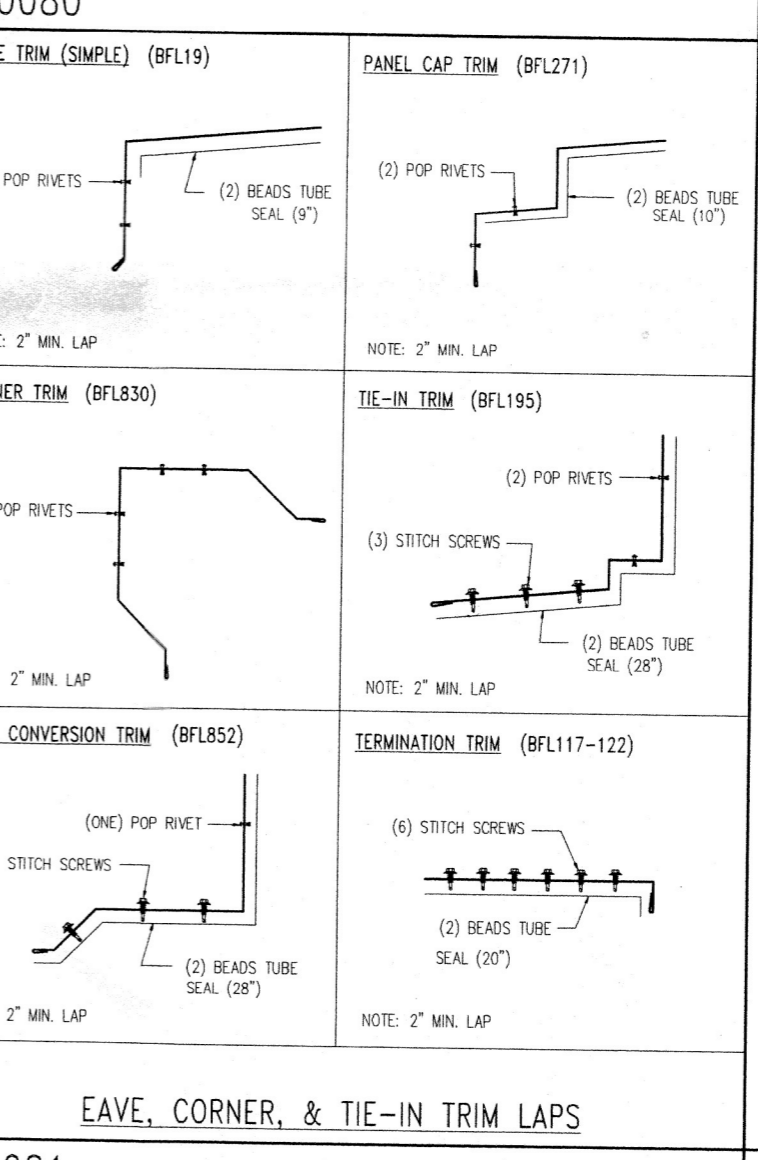 TRIM (SIMPLE) (BFL19)
POP RIVETS
(2) BEADS TUBE
SEAL (9")
2" MIN. LAP
PANEL CAP TRIM (BFL271)
(2) POP RIVETS
(2) BEADS TUBE
SEAL (10")
NOTE: 2" MIN. LAP
TRIM (BFL830)
POP RIVETS
2" MIN. LAP
TIE-IN TRIM (BFL195)
(2) POP RIVETS
(3) STITCH SCREWS
(2) BEADS TUBE
SEAL (28")
NOTE: 2" MIN. LAP
CONVERSION TRIM (BFL852)
(ONE) POP RIVET
STITCH SCREWS
(2) BEADS TUBE
SEAL (28")
2" MIN. LAP
TERMINATION TRIM (BFL117-122)
(6) STITCH SCREWS
(2) BEADS TUBE
SEAL (20")
NOTE: 2" MIN. LAP
EAVE, CORNER, & TIE-IN TRIM LAPS